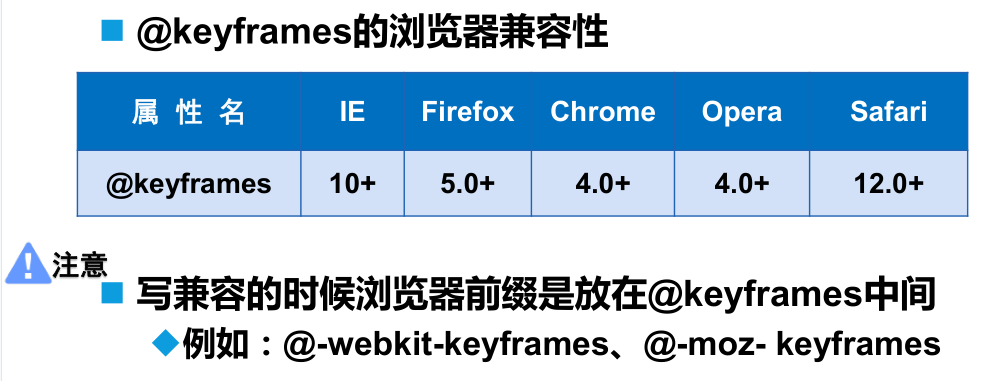 @keyframes的浏览器兼容性
属 性 名 IE Firefox Chrome Opera Safari
@keyframes 10+ 5.0+ 4.0+ 4.0+ 12.0+
注意
写兼容的时候浏览器前缀是放在@keyframes中间
例如：@-webkit-keyframes、@-moz- keyframes